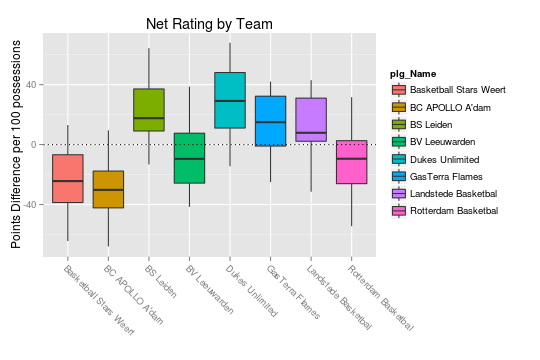 Net Rating by Team
Points Difference per 100 possessions
40
0
-40
Basketball Stars Weert
BC APOLLO A'dam
BS Leiden
BV Leeuwarden
Dukes Unlimited
GasTerra Flames
Landstede Basketbal
Rotterdam Basketbal
plg_Name
Basketball Stars Weert
BC APOLLO A'dam
BS Leiden
BV Leeuwarden
Dukes Unlimited
GasTerra Flames
Landstede Basketbal
Rotterdam Basketbal